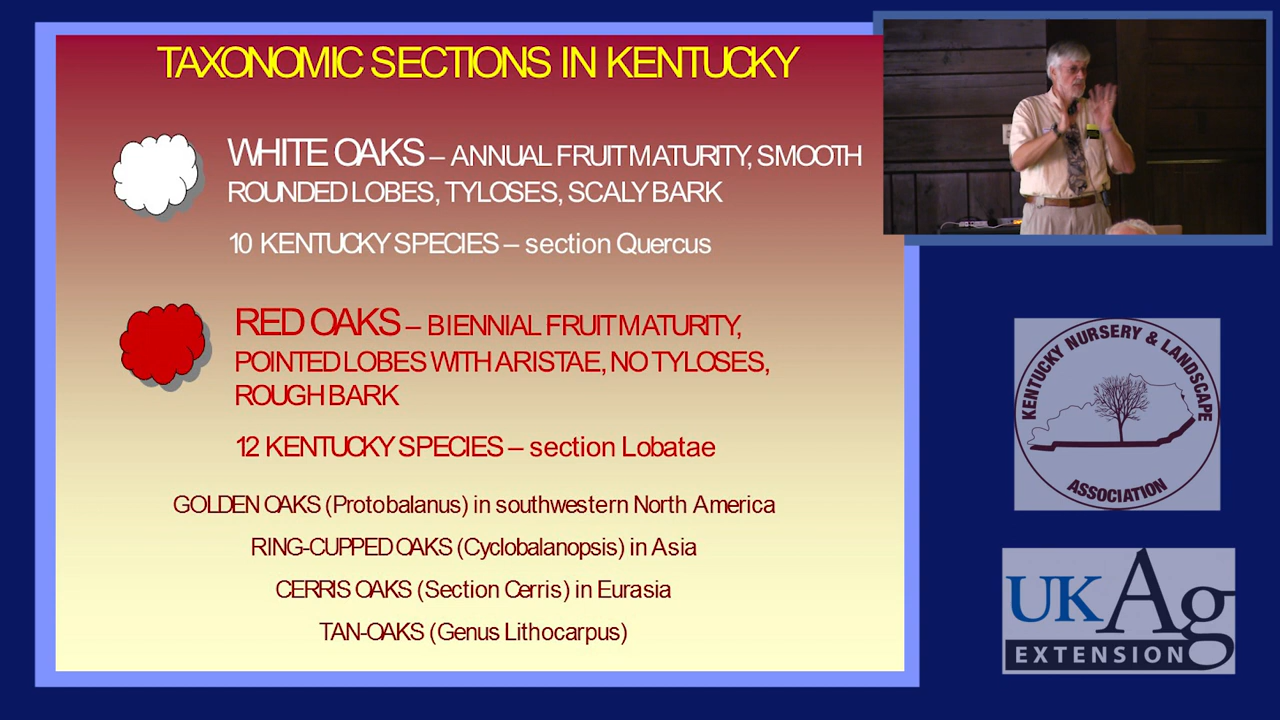 TAXONOMIC SECTIONS IN KENTUCKY
WHITE OAKS – ANNUAL FRUIT MATURITY, SMOOTH
ROUNDED LOBES, TYLOSES, SCALY BARK
10 KENTUCKY SPECIES – section Quercus
RED OAKS – BIENNIAL FRUIT MATURITY,
POINTED LOBES WITH ARISTAE, NO TYLOSES,
ROUGH BARK
12 KENTUCKY SPECIES – section Lobatae
GOLDEN OAKS (Protobalanus) in southwestern North America
RING-CUPPED OAKS (Cyclobalanopsis) in Asia
CERRIS OAKS (Section Cerris) in Eurasia
TAN-OAKS (Genus Lithocarpus)
KENTUCKY NURSERY & LANDSCAPE
ASSOCIATION
UKAg
EXTENSION